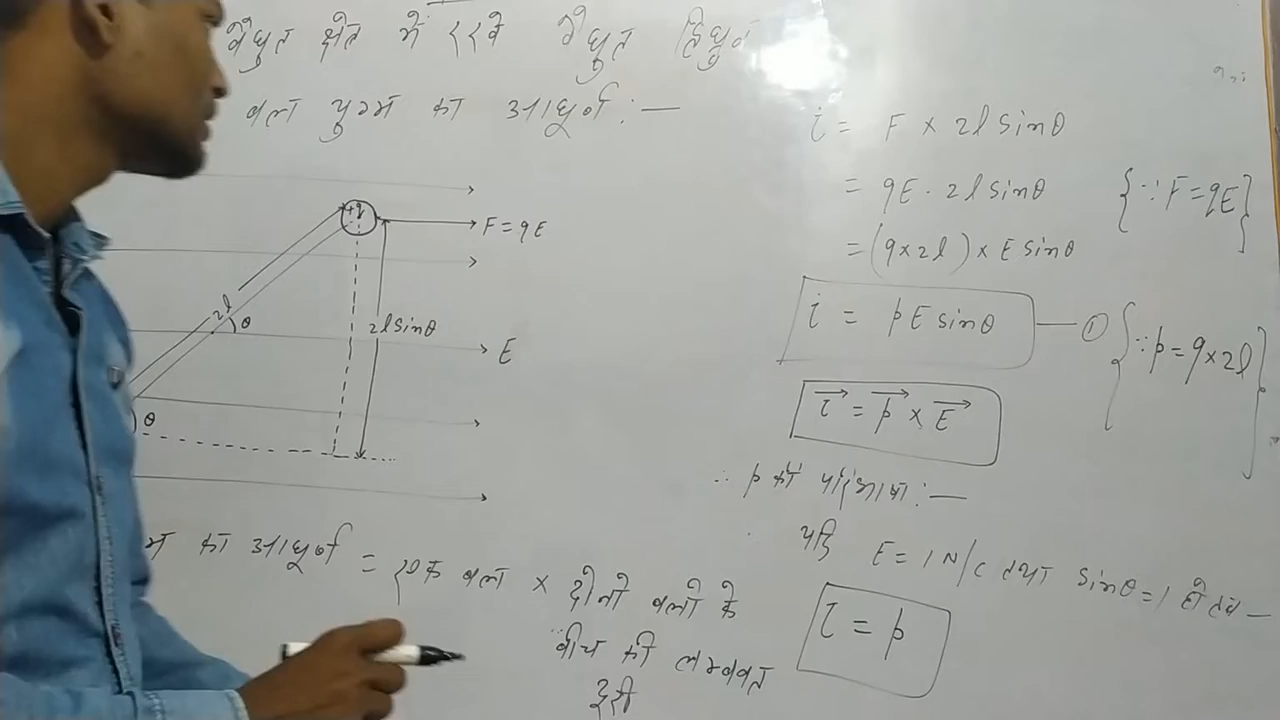 वैद्युत क्षेत्र में रखे वैद्युत द्विध्रुव
बल युग्म का आघूर्ण :—
+q
F = qE
2l
θ
2l sinθ
E
θ
का आघूर्ण = एक बल × दोनों बलों के
बीच की लम्बवत
दूरी
τ = F × 2l sinθ
= qE · 2l sinθ { ∵ F = qE }
= (q × 2l) × E sinθ
τ = pE sinθ — ① { ∵ p = q × 2l }
τ⃗ = p⃗ × E⃗
∴ p की परिभाषा :—
यदि E = 1 N/C तथा sinθ = 1 हो तब —
τ = p